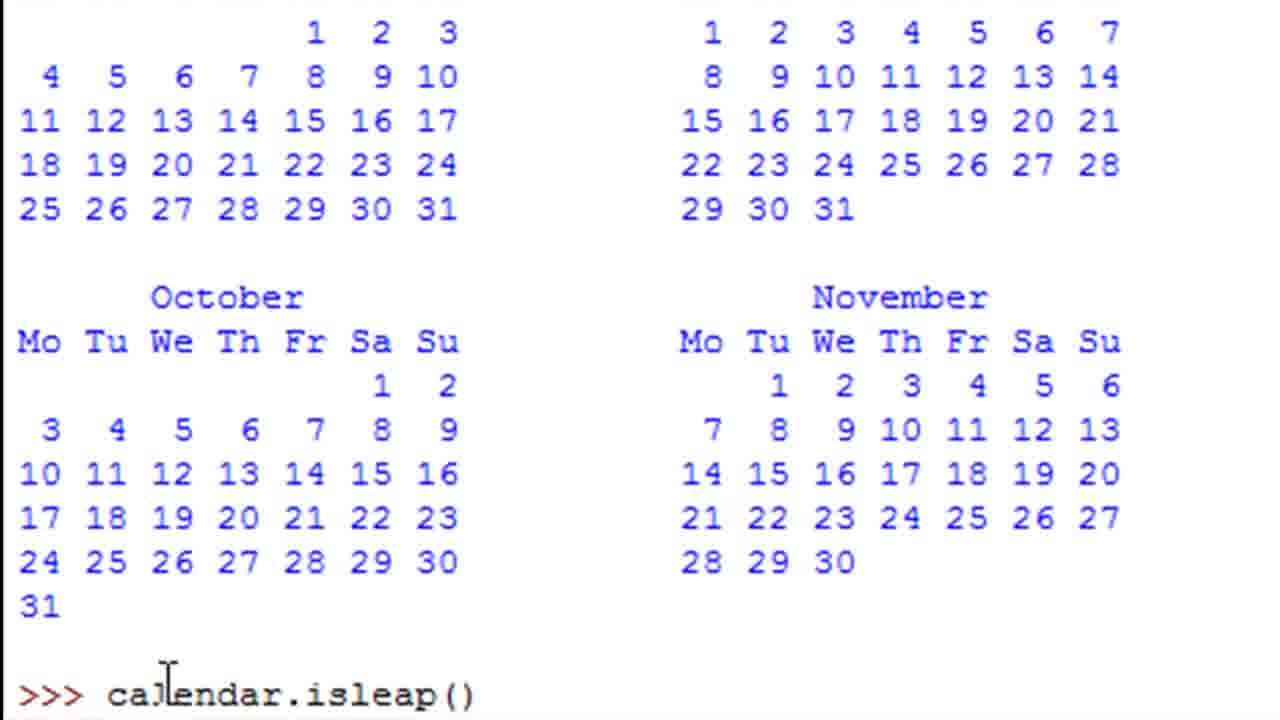 1  2  3           1  2  3  4  5  6  7
 4  5  6  7  8  9 10           8  9 10 11 12 13 14
11 12 13 14 15 16 17          15 16 17 18 19 20 21
18 19 20 21 22 23 24          22 23 24 25 26 27 28
25 26 27 28 29 30 31          29 30 31
      October                       November
Mo Tu We Th Fr Sa Su          Mo Tu We Th Fr Sa Su
                1  2              1  2  3  4  5  6
 3  4  5  6  7  8  9           7  8  9 10 11 12 13
10 11 12 13 14 15 16          14 15 16 17 18 19 20
17 18 19 20 21 22 23          21 22 23 24 25 26 27
24 25 26 27 28 29 30          28 29 30
31
>>> calendar.isleap()